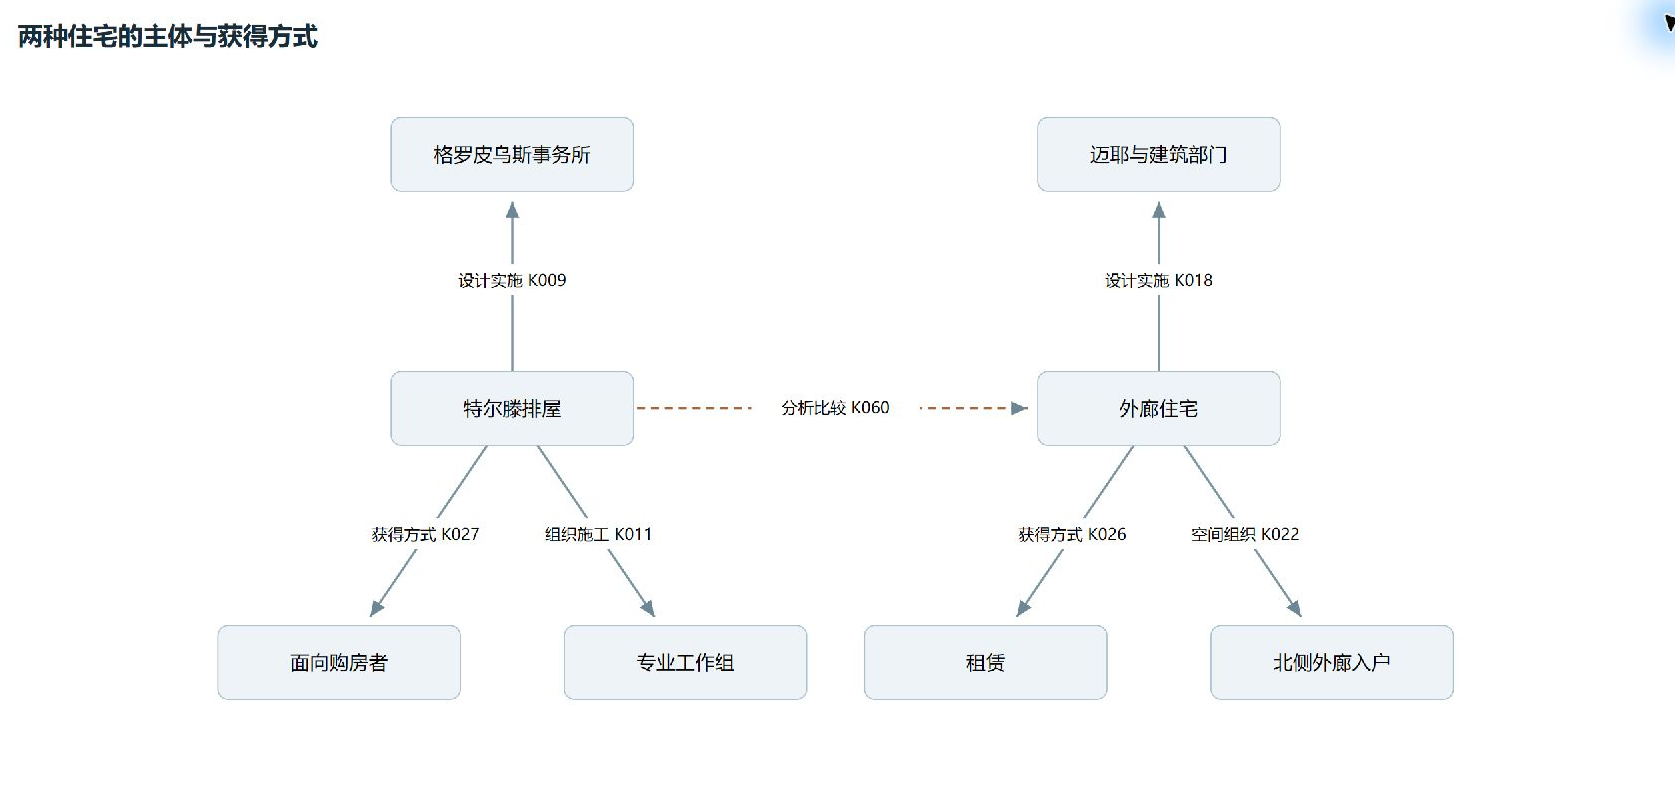 两种住宅的主体与获得方式
格罗皮乌斯事务所
迈耶与建筑部门
设计实施 K009
设计实施 K018
特尔滕排屋
分析比较 K060
外廊住宅
获得方式 K027
组织施工 K011
获得方式 K026
空间组织 K022
面向购房者
专业工作组
租赁
北侧外廊入户